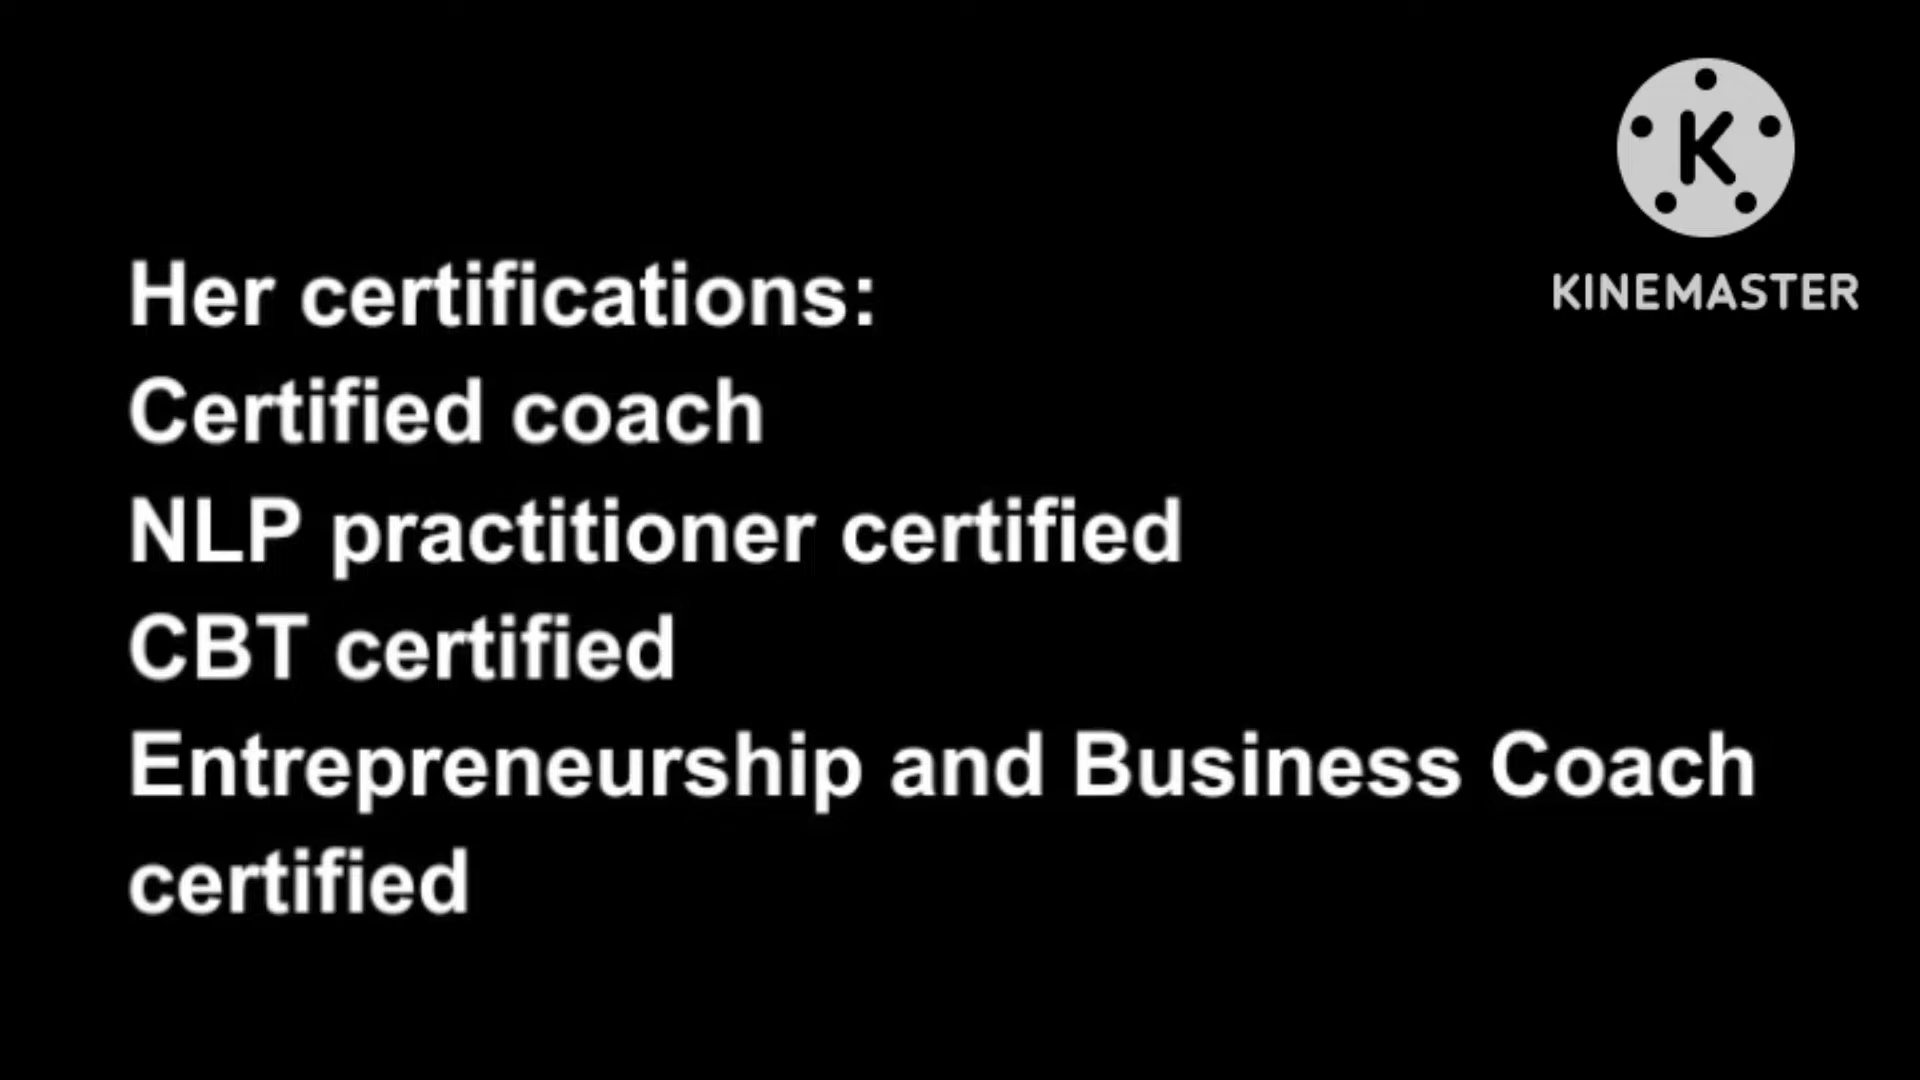 K
KINEMASTER
Her certifications:
Certified coach
NLP practitioner certified
CBT certified
Entrepreneurship and Business Coach
certified